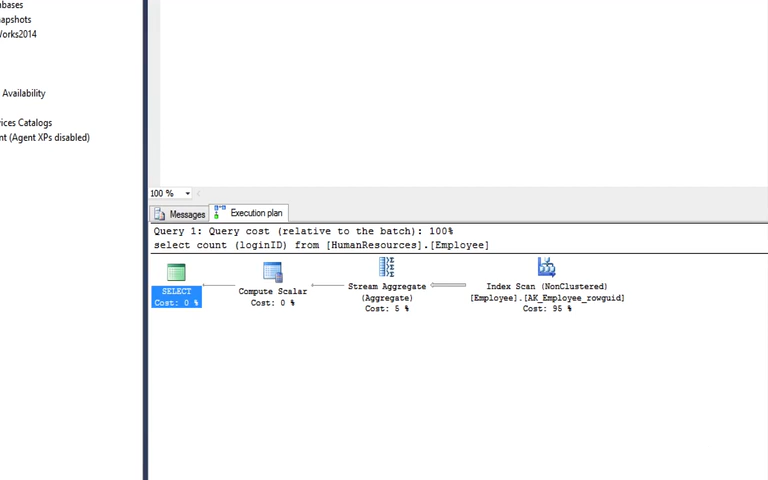 bases
apshots
Works2014
Availability
ices Catalogs
nt (Agent XPs disabled)
100 %
Messages
Execution plan
Query 1: Query cost (relative to the batch): 100%
select count (loginID) from [HumanResources].[Employee]
SELECT
Cost: 0 %
Compute Scalar
Cost: 0 %
Stream Aggregate
(Aggregate)
Cost: 5 %
Index Scan (NonClustered)
[Employee].[AK_Employee_rowguid]
Cost: 95 %